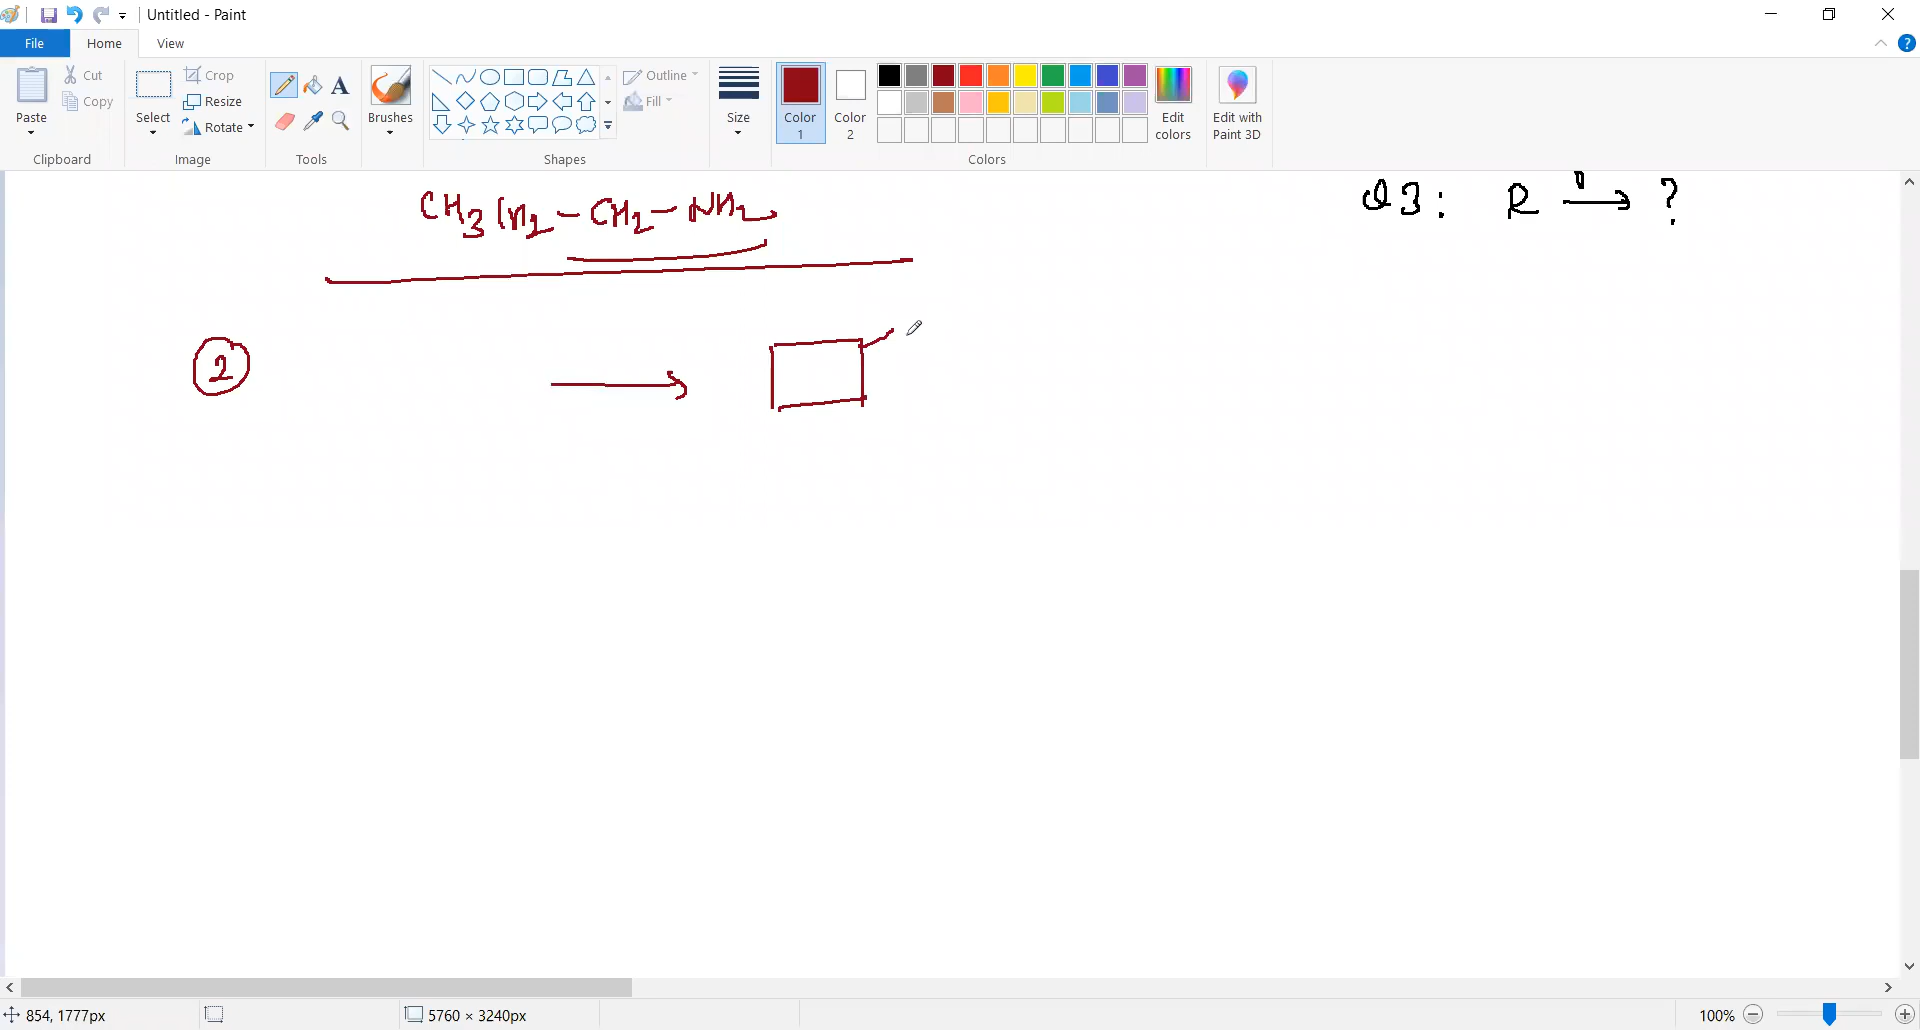 Untitled - Paint
File
Home
View
Paste
Cut
Copy
Clipboard
Select
Crop
Resize
Rotate
Image
Tools
Brushes
Shapes
Outline
Fill
Size
Color 1
Color 2
Edit colors
Colors
Edit with Paint 3D
CH3CH2-CH2-NH2
Q3: R → ?
2 →
854, 1777px
5760 × 3240px
100%